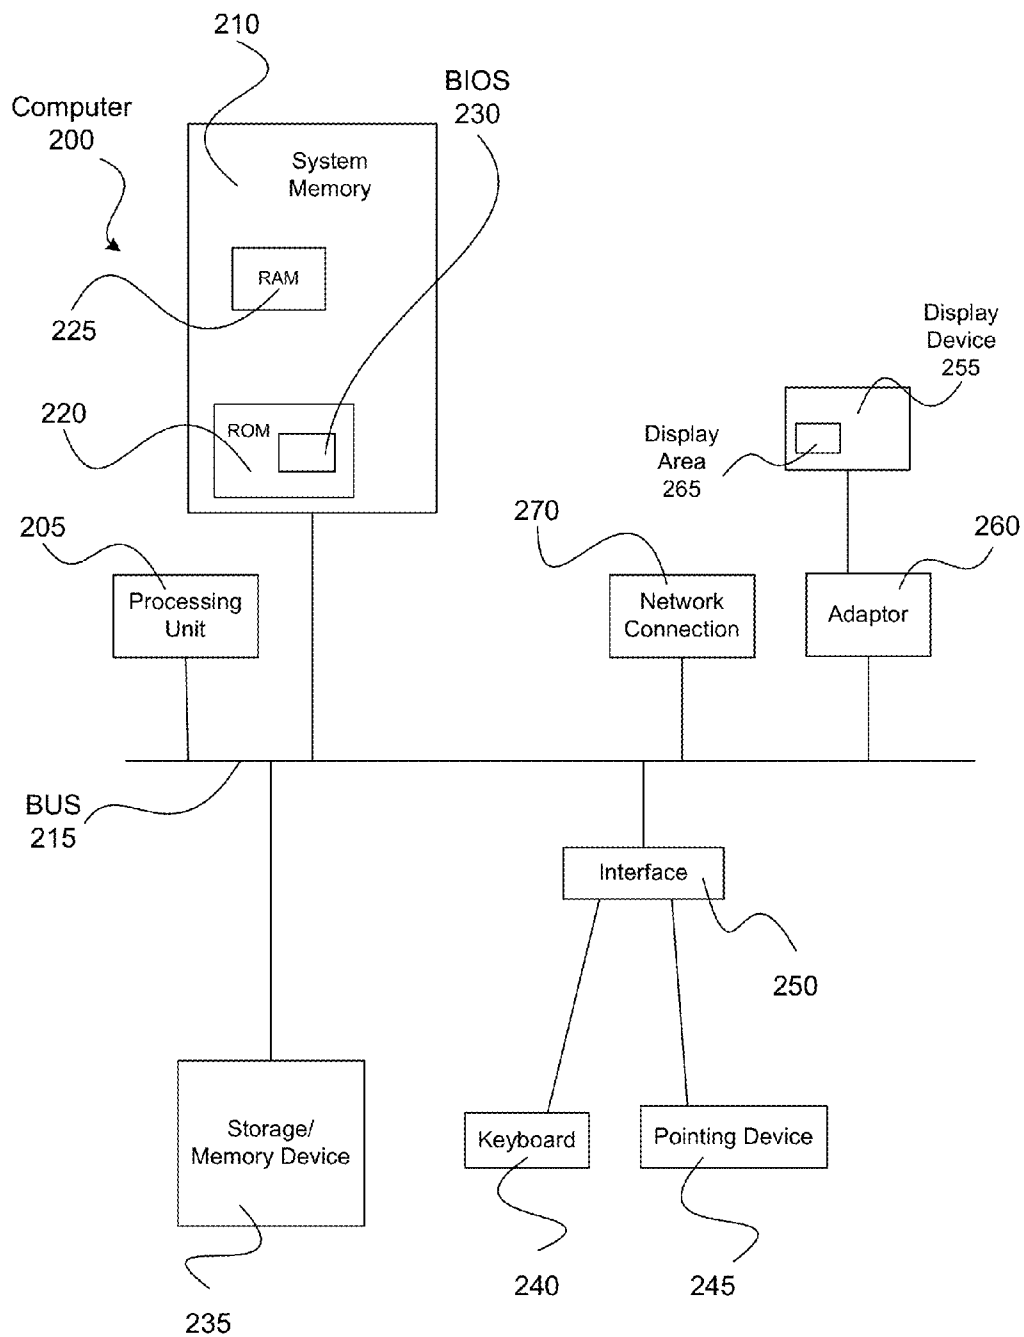 210
BIOS
230
Computer
200
System
Memory
RAM
225
Display
Device
255
220
ROM
Display
Area
265
205
270
260
Processing
Unit
Network
Connection
Adaptor
BUS
215
Interface
250
Storage/
Memory Device
Keyboard
Pointing Device
240
245
235